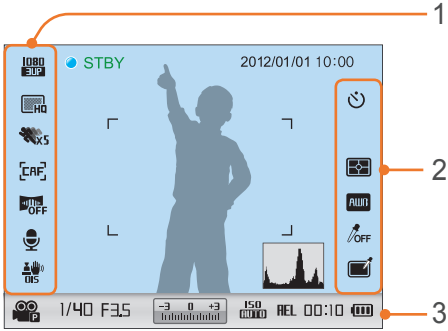 1
1080
30P
STBY
2012/01/01 10:00
HQ
x5
CAF
OFF
OIS
2
AWB
OFF
P
1/40 F3.5
-3 0 +3
ISO
AUTO
AEL
00:10
3